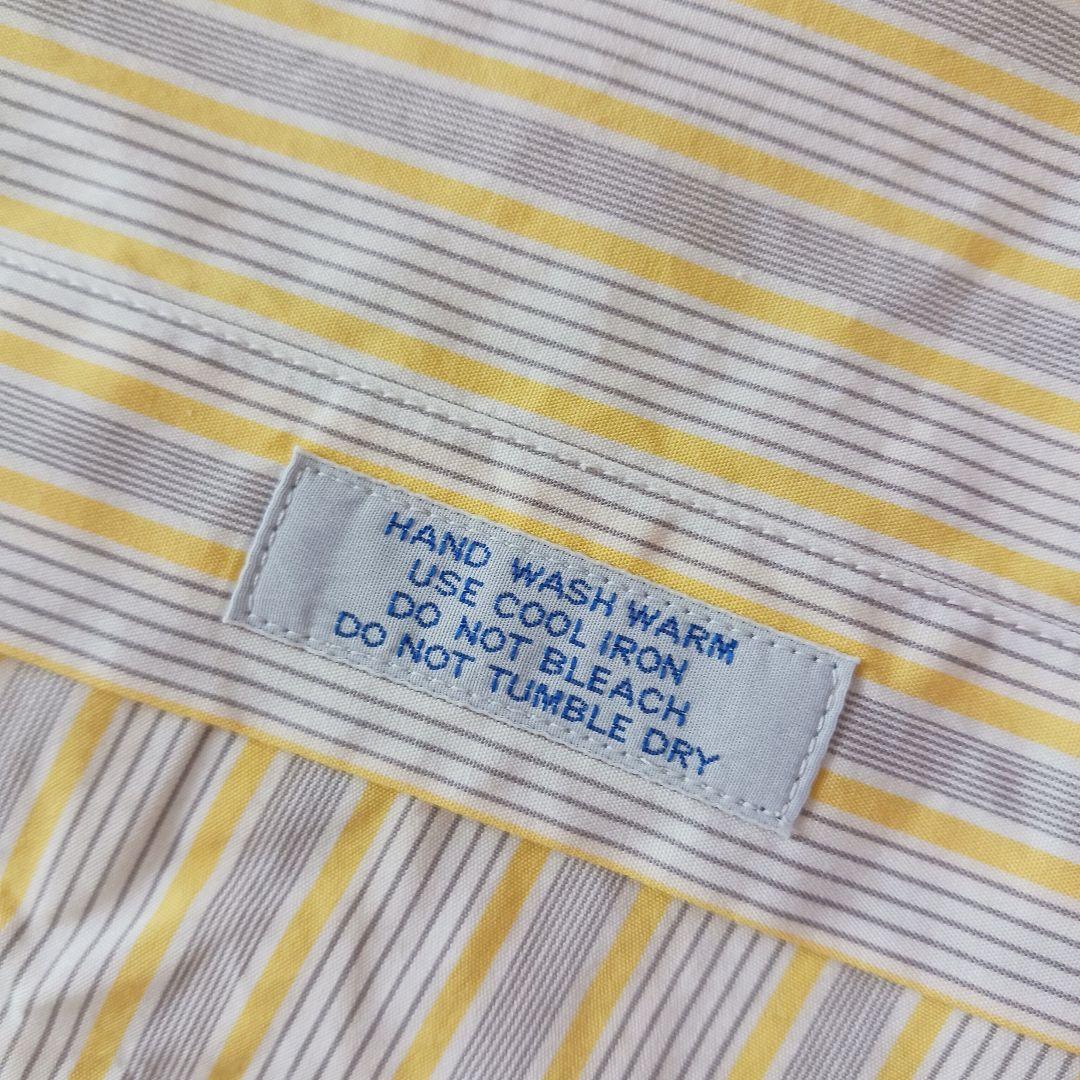 HAND WASH WARM
USE COOL IRON
DO NOT BLEACH
DO NOT TUMBLE DRY